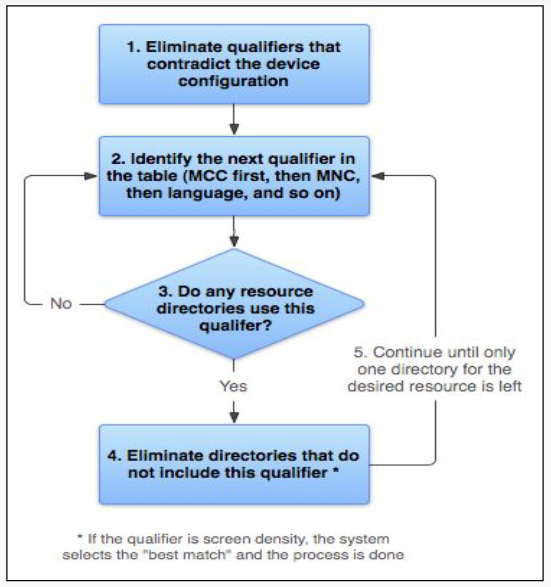 1. Eliminate qualifiers that
contradict the device
configuration
2. Identify the next qualifier in
the table (MCC first, then MNC,
then language, and so on)
3. Do any resource
directories use this
qualifer?
No
Yes
5. Continue until only
one directory for the
desired resource is left
4. Eliminate directories that do
not include this qualifier *
* If the qualifier is screen density, the system
selects the "best match" and the process is done